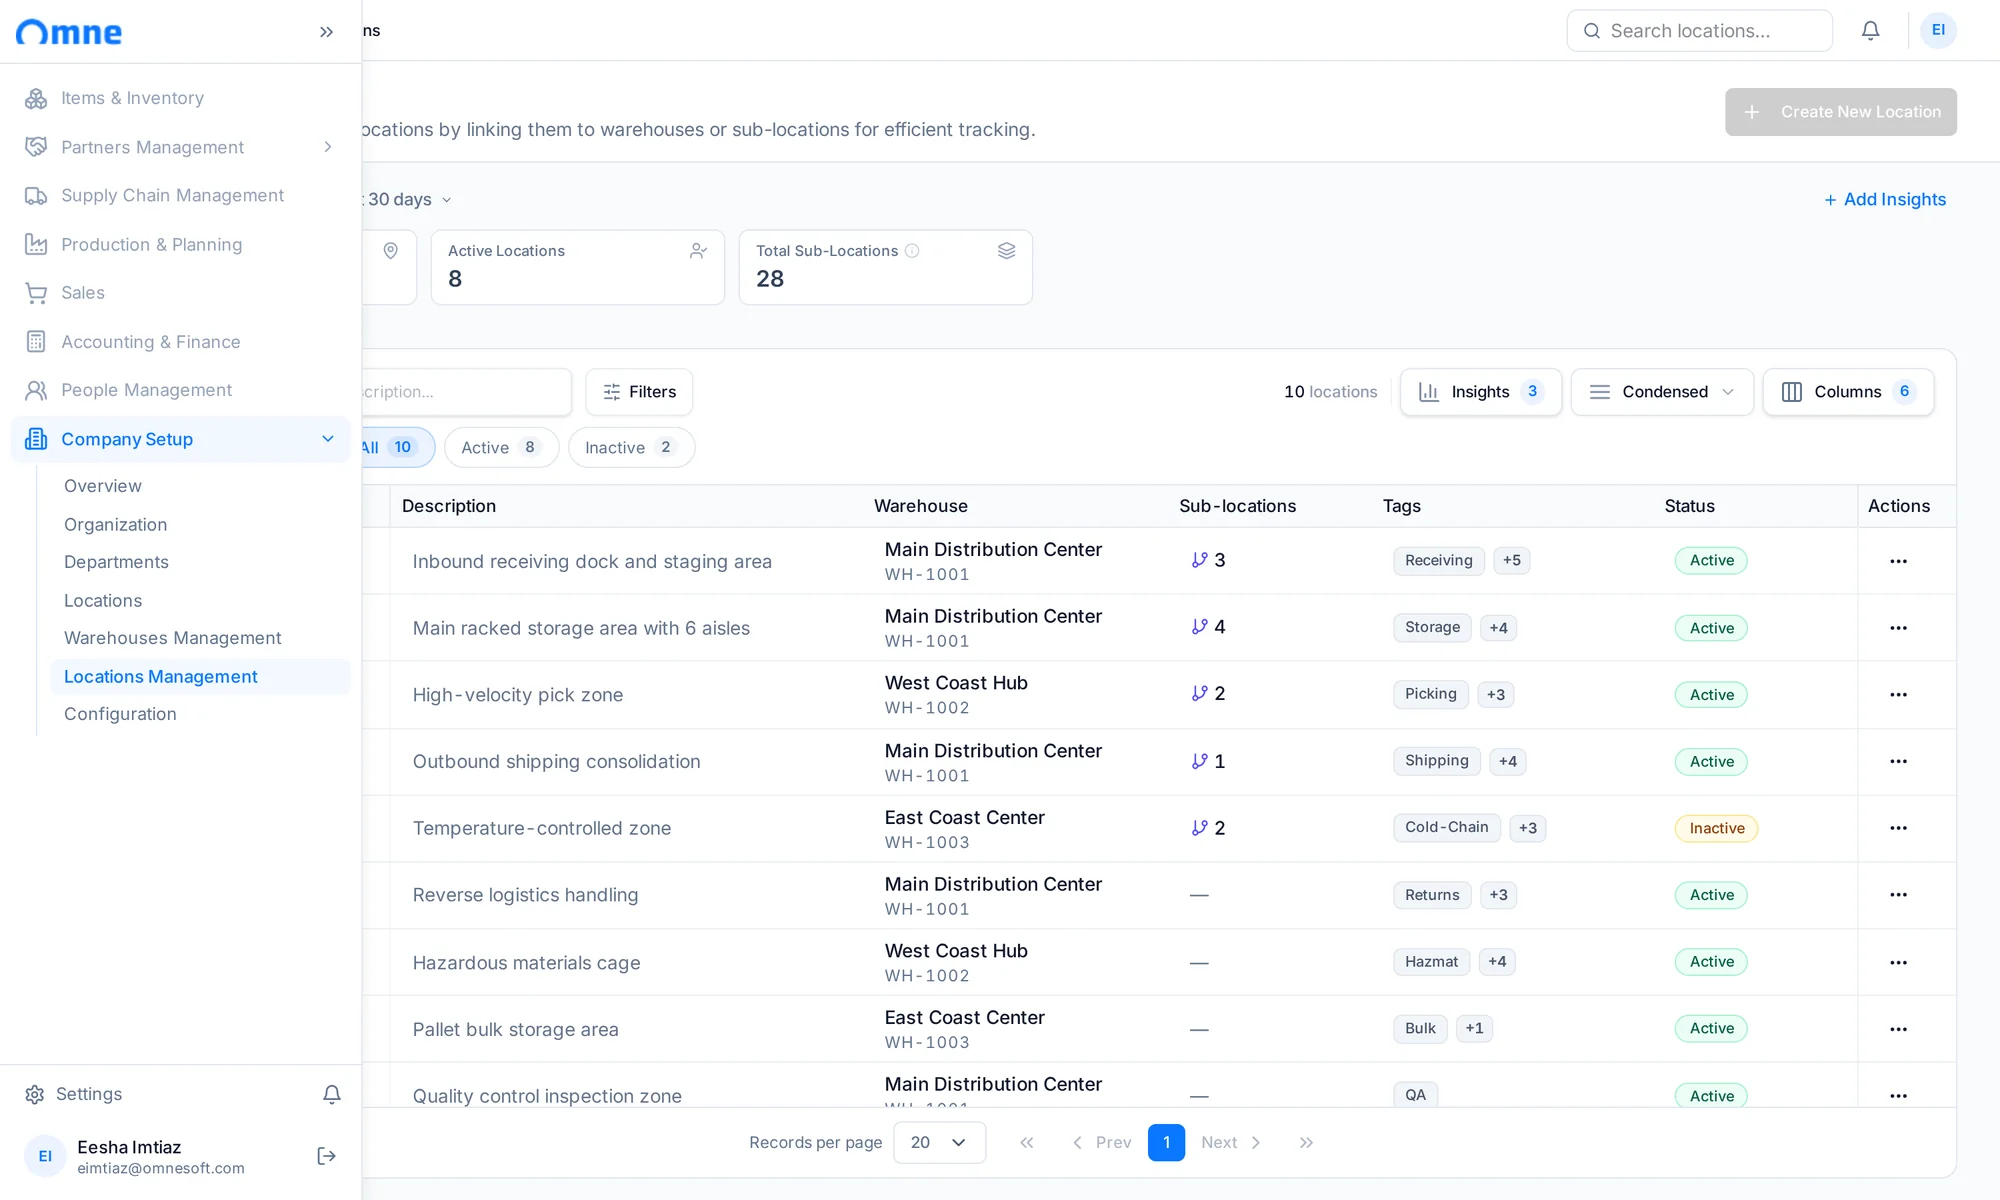 Omne
Items & Inventory
Partners Management
Supply Chain Management
Production & Planning
Sales
Accounting & Finance
People Management
Company Setup
Overview
Organization
Departments
Locations
Warehouses Management
Locations Management
Configuration
Settings
EI
Eesha Imtiaz
eimtiaz@omnesoft.com
ns
Search locations...
EI
ocations by linking them to warehouses or sub-locations for efficient tracking.
Create New Location
30 days
+ Add Insights
Active Locations
8
Total Sub-Locations
28
cription...
Filters
10 locations
Insights 3
Condensed
Columns 6
All 10
Active 8
Inactive 2
Description Warehouse Sub-locations Tags Status Actions
Inbound receiving dock and staging area Main Distribution Center 3 Receiving +5 Active
WH-1001
Main racked storage area with 6 aisles Main Distribution Center 4 Storage +4 Active
WH-1001
High-velocity pick zone West Coast Hub 2 Picking +3 Active
WH-1002
Outbound shipping consolidation Main Distribution Center 1 Shipping +4 Active
WH-1001
Temperature-controlled zone East Coast Center 2 Cold-Chain +3 Inactive
WH-1003
Reverse logistics handling Main Distribution Center — Returns +3 Active
WH-1001
Hazardous materials cage West Coast Hub — Hazmat +4 Active
WH-1002
Pallet bulk storage area East Coast Center — Bulk +1 Active
WH-1003
Quality control inspection zone Main Distribution Center — QA Active
Records per page 20 Prev 1 Next